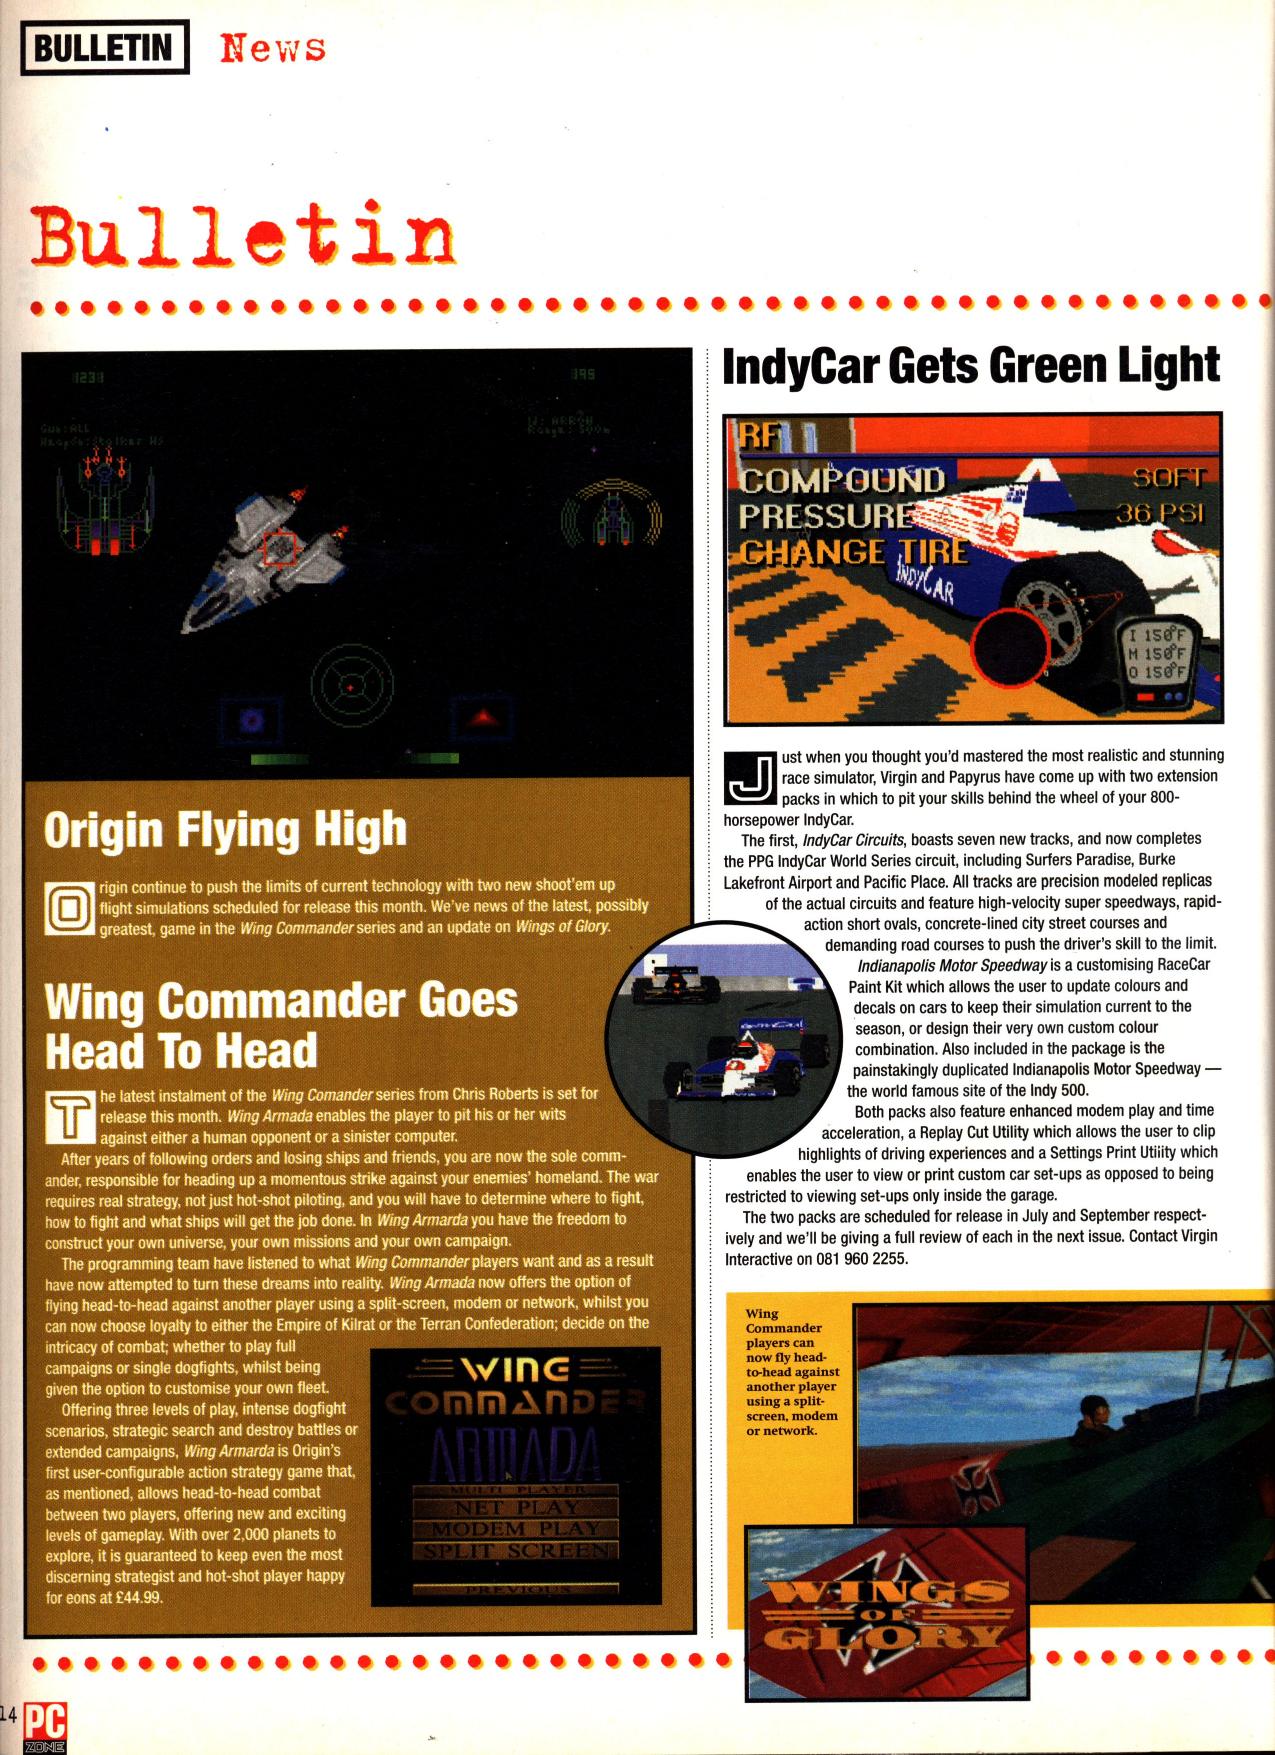 BULLETIN News
Bulletin
1231
195
Gun:ALL
Weapon:Stalker HS
Origin Flying High
Origin continue to push the limits of current technology with two new shoot'em up
flight simulations scheduled for release this month. We've news of the latest, possibly
greatest, game in the Wing Commander series and an update on Wings of Glory.
Wing Commander Goes
Head To Head
The latest instalment of the Wing Comander series from Chris Roberts is set for
release this month. Wing Armada enables the player to pit his or her wits
against either a human opponent or a sinister computer.
After years of following orders and losing ships and friends, you are now the sole comm-
ander, responsible for heading up a momentous strike against your enemies' homeland. The war
requires real strategy, not just hot-shot piloting, and you will have to determine where to fight,
how to fight and what ships will get the job done. In Wing Armarda you have the freedom to
construct your own universe, your own missions and your own campaign.
The programming team have listened to what Wing Commander players want and as a result
have now attempted to turn these dreams into reality. Wing Armada now offers the option of
flying head-to-head against another player using a split-screen, modem or network, whilst you
can now choose loyalty to either the Empire of Kilrat or the Terran Confederation; decide on the
intricacy of combat; whether to play full
campaigns or single dogfights, whilst being
given the option to customise your own fleet.
Offering three levels of play, intense dogfight
scenarios, strategic search and destroy battles or
extended campaigns, Wing Armarda is Origin's
first user-configurable action strategy game that,
as mentioned, allows head-to-head combat
between two players, offering new and exciting
levels of gameplay. With over 2,000 planets to
explore, it is guaranteed to keep even the most
discerning strategist and hot-shot player happy
for eons at £44.99.
WING
COMMANDER
ARMADA
MULTI PLAYER
NET PLAY
MODEM PLAY
SPLIT SCREEN
PREVIOUS
IndyCar Gets Green Light
RF
COMPOUND SOFT
PRESSURE 36 PSI
CHANGE TIRE
INDYCAR
I 150°F
M 150°F
O 150°F
Just when you thought you'd mastered the most realistic and stunning
race simulator, Virgin and Papyrus have come up with two extension
packs in which to pit your skills behind the wheel of your 800-
horsepower IndyCar.
The first, IndyCar Circuits, boasts seven new tracks, and now completes
the PPG IndyCar World Series circuit, including Surfers Paradise, Burke
Lakefront Airport and Pacific Place. All tracks are precision modeled replicas
of the actual circuits and feature high-velocity super speedways, rapid-
action short ovals, concrete-lined city street courses and
demanding road courses to push the driver's skill to the limit.
Indianapolis Motor Speedway is a customising RaceCar
Paint Kit which allows the user to update colours and
decals on cars to keep their simulation current to the
season, or design their very own custom colour
combination. Also included in the package is the
painstakingly duplicated Indianapolis Motor Speedway —
the world famous site of the Indy 500.
Both packs also feature enhanced modem play and time
acceleration, a Replay Cut Utility which allows the user to clip
highlights of driving experiences and a Settings Print Utility which
enables the user to view or print custom car set-ups as opposed to being
restricted to viewing set-ups only inside the garage.
The two packs are scheduled for release in July and September respect-
ively and we'll be giving a full review of each in the next issue. Contact Virgin
Interactive on 081 960 2255.
Wing
Commander
players can
now fly head-
to-head against
another player
using a split-
screen, modem
or network.
WINGS
OF
GLORY
14 PC
ZONE